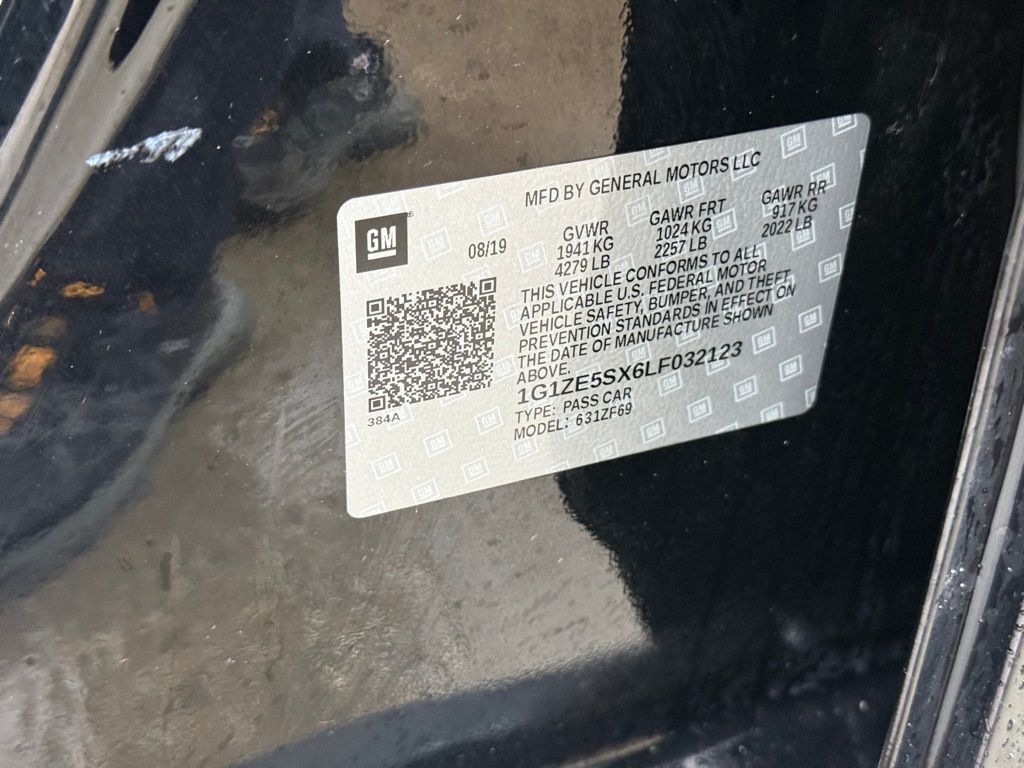 MFD BY GENERAL MOTORS LLC
GM
08/19
GVWR
1941 KG
4279 LB
GAWR FRT
1024 KG
2257 LB
GAWR RR
917 KG
2022 LB
THIS VEHICLE CONFORMS TO ALL
APPLICABLE U.S. FEDERAL MOTOR
VEHICLE SAFETY, BUMPER, AND THEFT
PREVENTION STANDARDS IN EFFECT ON
THE DATE OF MANUFACTURE SHOWN
ABOVE.
1G1ZE5SX6LF032123
TYPE: PASS CAR
MODEL: 631ZF69
384A